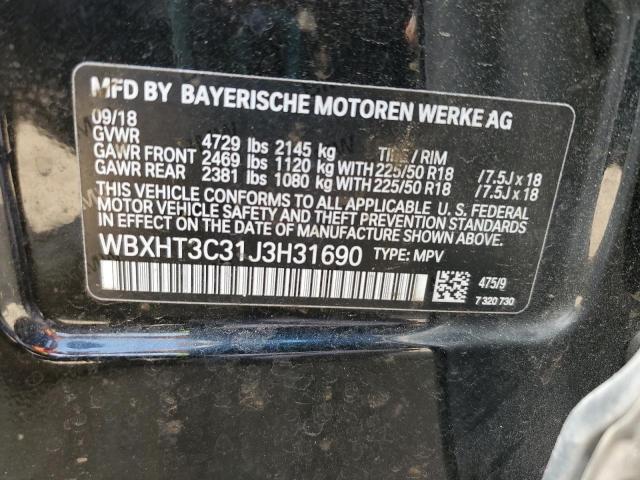 MFD BY BAYERISCHE MOTOREN WERKE AG
09/18
GVWR 4729 lbs 2145 kg TIRE / RIM
GAWR FRONT 2469 lbs 1120 kg WITH 225/50 R18 /7.5J x 18
GAWR REAR 2381 lbs 1080 kg WITH 225/50 R18 /7.5J x 18
THIS VEHICLE CONFORMS TO ALL APPLICABLE FEDERAL
MOTOR VEHICLE SAFETY AND THEFT PREVENTION STANDARDS
IN EFFECT ON THE DATE OF MANUFACTURE SHOWN ABOVE.
WBXHT3C31J3H31690 TYPE: MPV
475/9
7 320 730